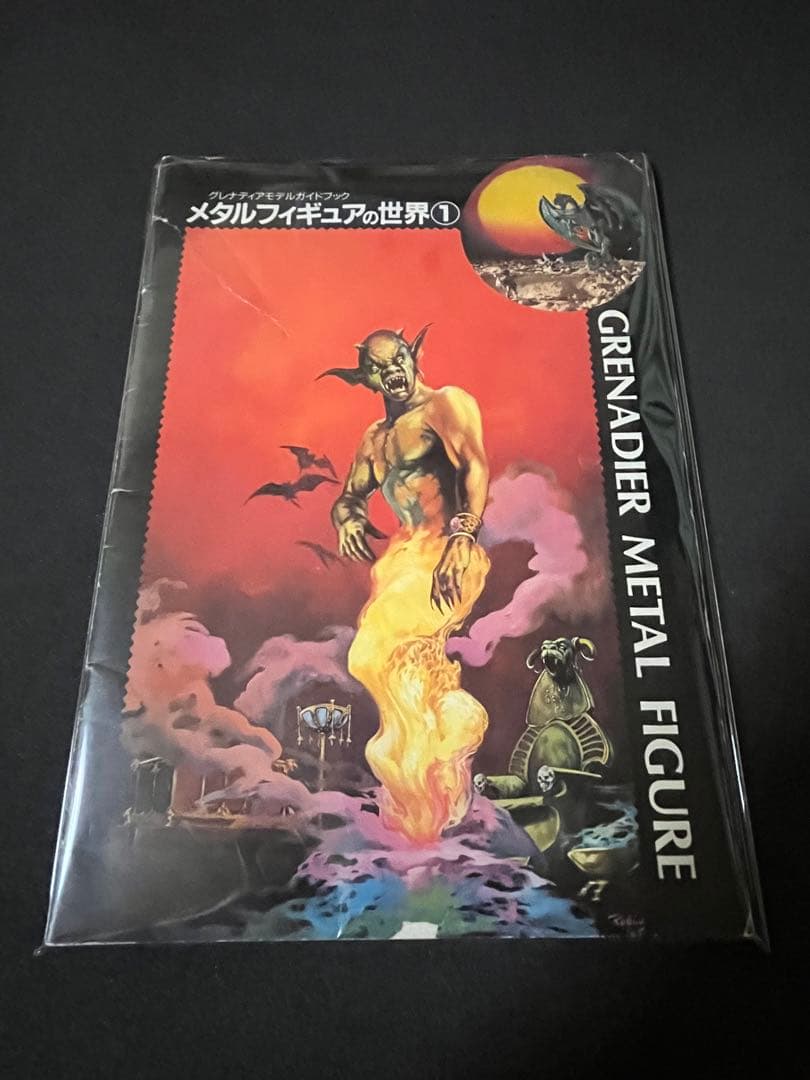 グレナディアモデルガイドブック
メタルフィギュアの世界①
GRENADIER METAL FIGURE